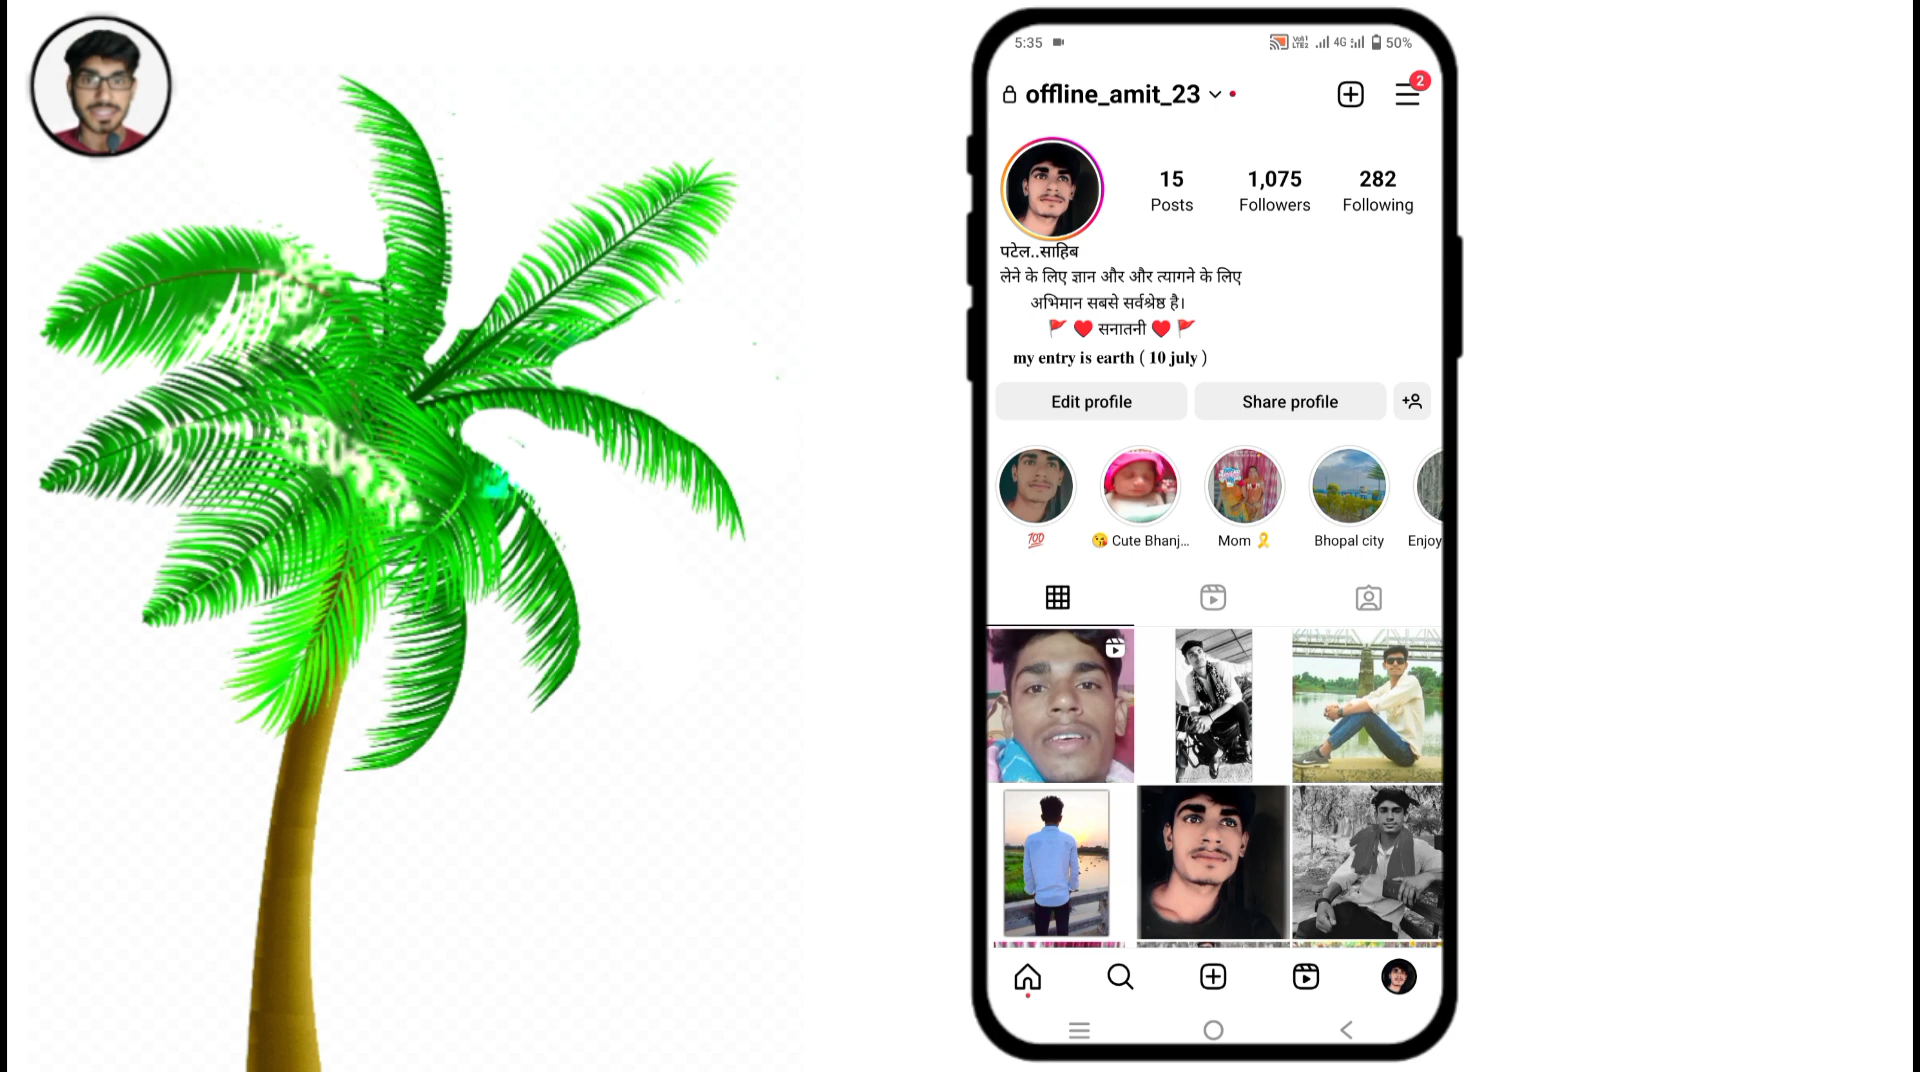 5:35
4G
50%
2
offline_amit_23
15
Posts
1,075
Followers
282
Following
पटेल..साहिब
लेने के लिए ज्ञान और और त्यागने के लिए
अभिमान सबसे सर्वश्रेष्ठ है।
🚩 ❤️ सनातनी ❤️ 🚩
my entry is earth ( 10 july )
Edit profile
Share profile
💯
😘 Cute Bhanj...
Mom 🎗️
Bhopal city
Enjoy